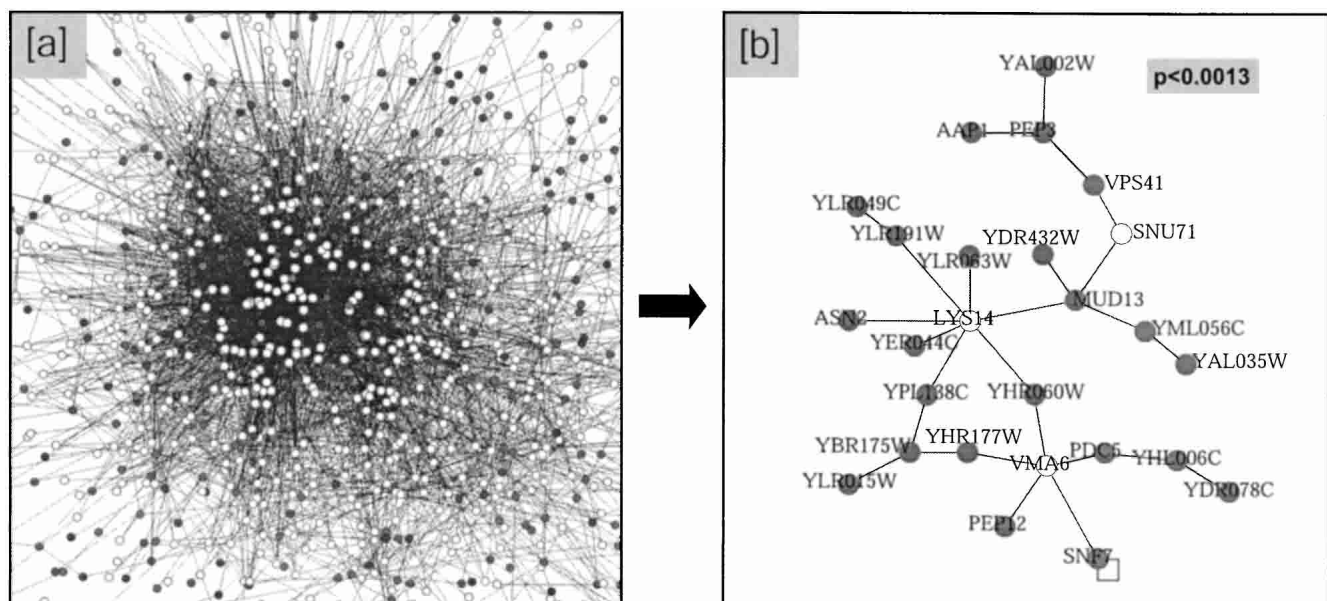 [a]
[b]
YAL002W
p<0.0013
AAP1
PEP3
VPS41
YLR049C
YLR191W
YDR432W
SNU71
YLR063W
MUD13
ASN2
LYS14
YER044C
YML056C
YAL035W
YPL138C
YHR060W
YBR175W
YHR177W
VMA6
PDC5
YHL006C
YLR015W
YDR078C
PEP12
SNF7